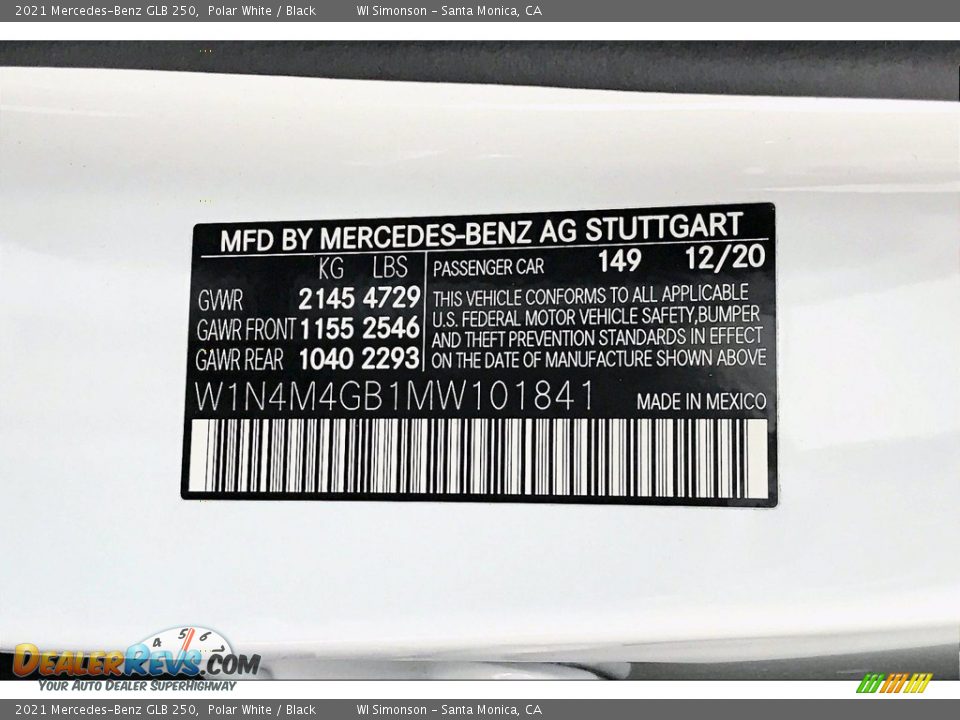 2021 Mercedes-Benz GLB 250, Polar White / Black WI Simonson - Santa Monica, CA
MFD BY MERCEDES-BENZ AG STUTTGART
KG LBS
GVWR 2145 4729
GAWR FRONT 1155 2546
GAWR REAR 1040 2293
PASSENGER CAR 149 12/20
THIS VEHICLE CONFORMS TO ALL APPLICABLE
U.S. FEDERAL MOTOR VEHICLE SAFETY,BUMPER
AND THEFT PREVENTION STANDARDS IN EFFECT
ON THE DATE OF MANUFACTURE SHOWN ABOVE
W1N4M4GB1MW101841 MADE IN MEXICO
4 5 6 7
DEALERREVS.COM
YOUR AUTO DEALER SUPERHIGHWAY
2021 Mercedes-Benz GLB 250, Polar White / Black WI Simonson - Santa Monica, CA